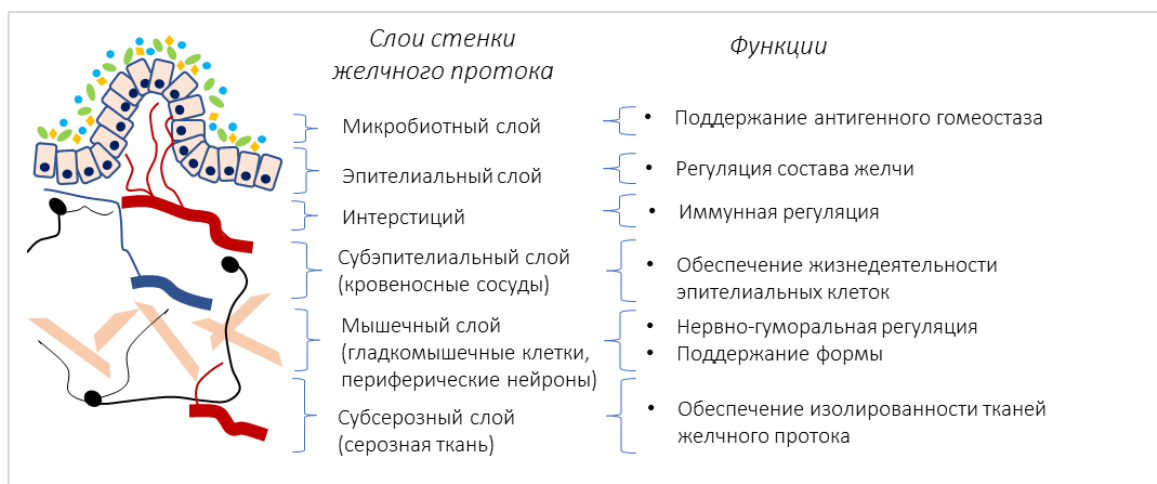 Слои стенки
желчного протока
Функции
Микробиотный слой
• Поддержание антигенного гомеостаза
Эпителиальный слой
• Регуляция состава желчи
Интерстиций
• Иммунная регуляция
Субэпителиальный слой
(кровеносные сосуды)
• Обеспечение жизнедеятельности
эпителиальных клеток
Мышечный слой
(гладкомышечные клетки,
периферические нейроны)
• Нервно-гуморальная регуляция
• Поддержание формы
Субсерозный слой
(серозная ткань)
• Обеспечение изолированности тканей
желчного протока